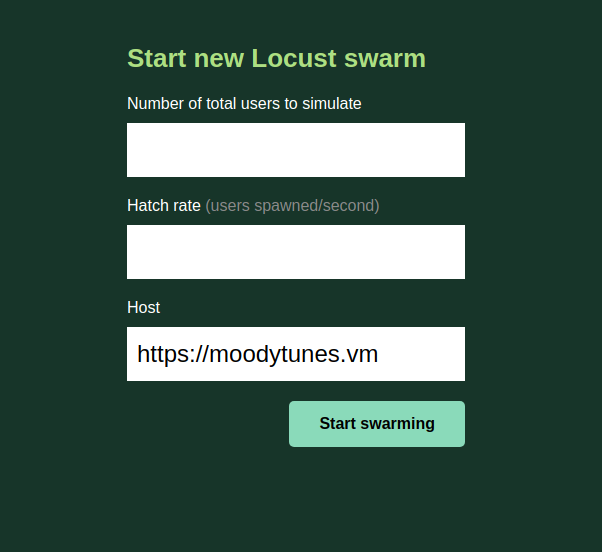 Start new Locust swarm
Number of total users to simulate
Hatch rate (users spawned/second)
Host
https://moodytunes.vm
Start swarming